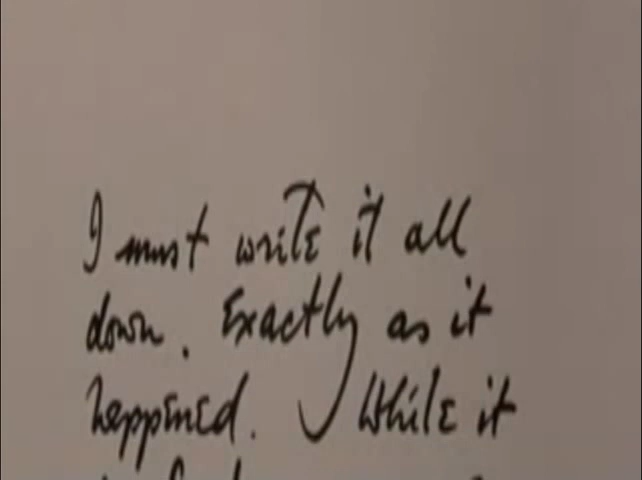 I must write it all
down. Exactly as it
happened. While it